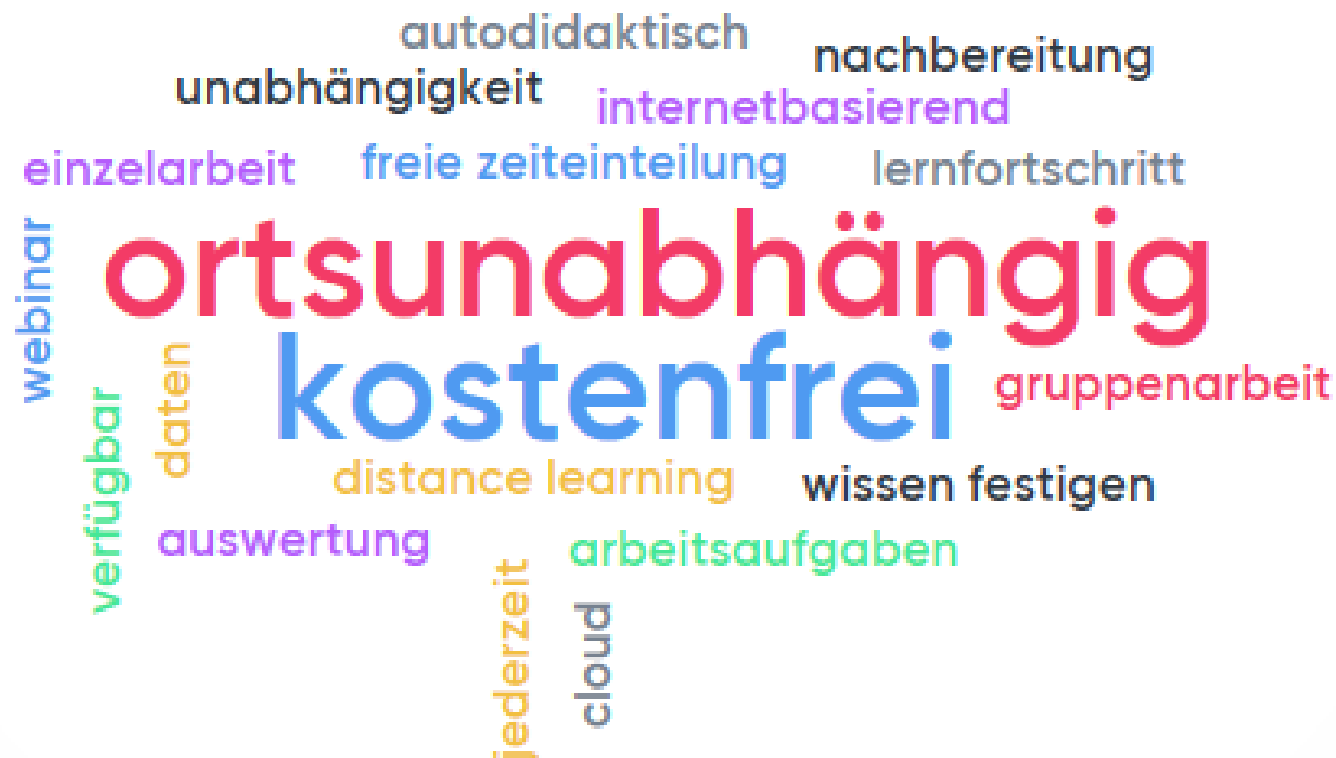 autodidaktisch
nachbereitung
unabhängigkeit
internetbasierend
einzelarbeit
freie zeiteinteilung
lernfortschritt
webinar
ortsunabhängig
kostenfrei
daten
gruppenarbeit
verfügbar
distance learning
wissen festigen
auswertung
arbeitsaufgaben
jederzeit
cloud